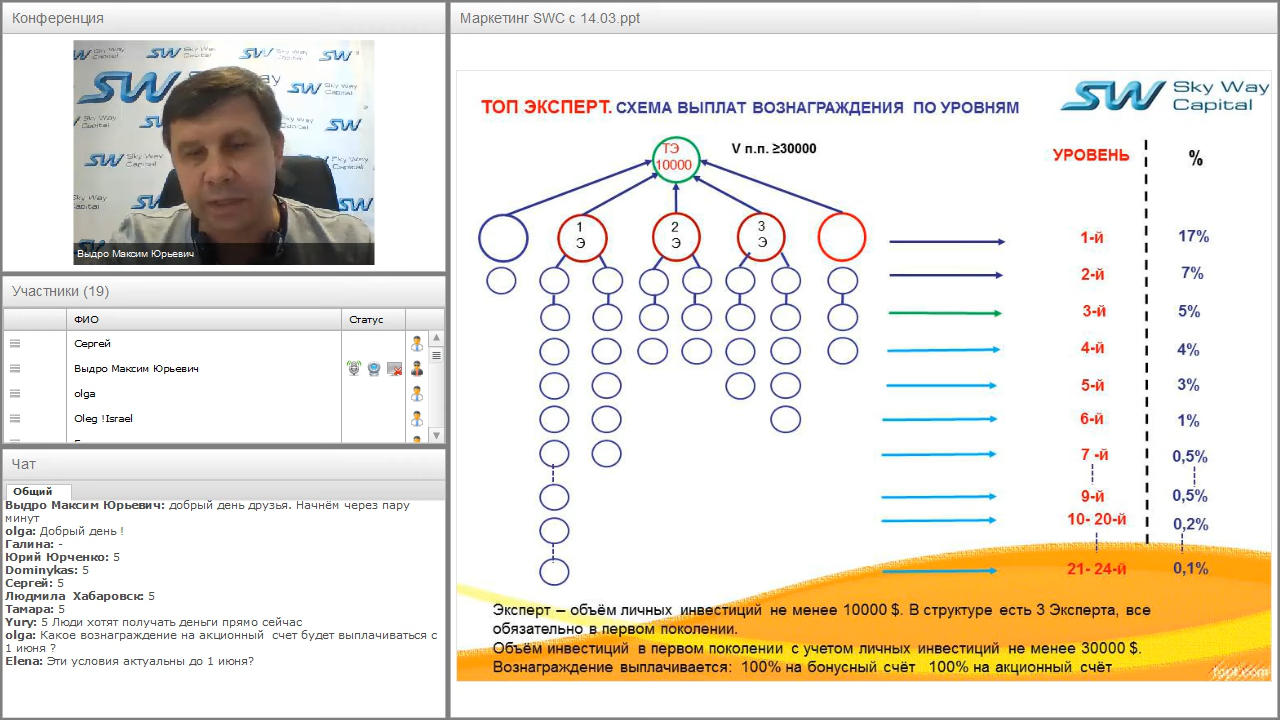 Конференция
SW
Sky Way
Capital
Выдро Максим Юрьевич
Участники (19)
ФИО
Статус
Сергей
Выдро Максим Юрьевич
olga
Oleg !Israel
Чат
Общий
Выдро Максим Юрьевич: добрый день друзья. Начнём через пару
минут
olga: Добрый день !
Галина: -
Юрий Юрченко: 5
Dominykas: 5
Сергей: 5
Людмила Хабаровск: 5
Тамара: 5
Yury: 5 Люди хотят получать деньги прямо сейчас
olga: Какое вознаграждение на акционный счет будет выплачиваться с
1 июня ?
Elena: Эти условия актуальны до 1 июня?
Маркетинг SWC с 14.03.ppt
ТОП ЭКСПЕРТ. СХЕМА ВЫПЛАТ ВОЗНАГРАЖДЕНИЯ ПО УРОВНЯМ
SW Sky Way
Capital
ТЭ
10000
V п.п. ≥30000
УРОВЕНЬ %
1
Э
2
Э
3
Э
1-й 17%
2-й 7%
3-й 5%
4-й 4%
5-й 3%
6-й 1%
7 -й 0,5%
9-й 0,5%
10- 20-й 0,2%
21- 24-й 0,1%
Эксперт – объём личных инвестиций не менее 10000 $. В структуре есть 3 Эксперта, все
обязательно в первом поколении.
Объём инвестиций в первом поколении с учетом личных инвестиций не менее 30000 $.
Вознаграждение выплачивается: 100% на бонусный счёт 100% на акционный счёт
fppt.com